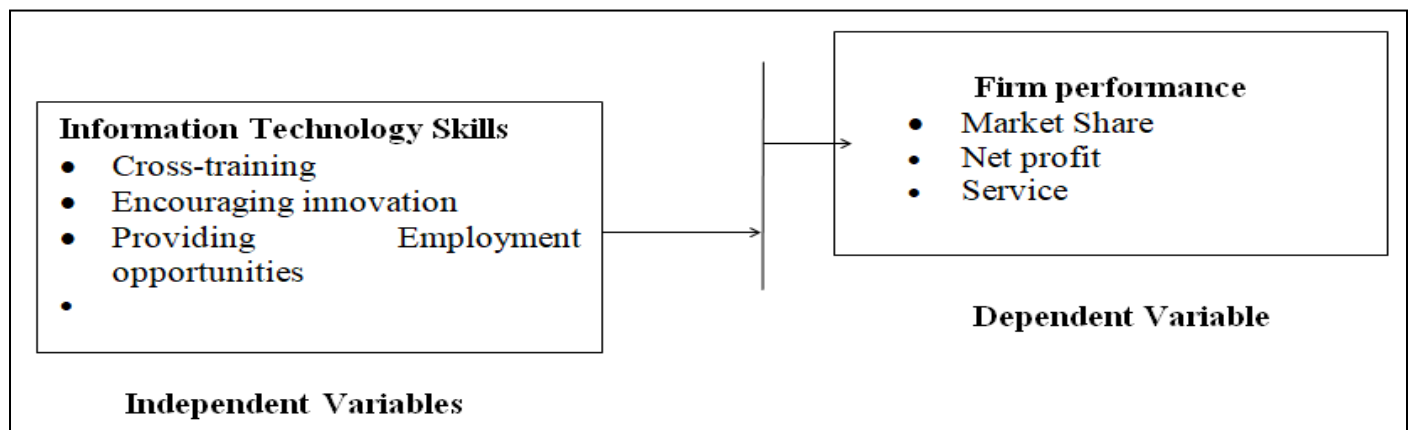 Information Technology Skills
• Cross-training
• Encouraging innovation
• Providing Employment
opportunities
•
Independent Variables
Firm performance
• Market Share
• Net profit
• Service
Dependent Variable